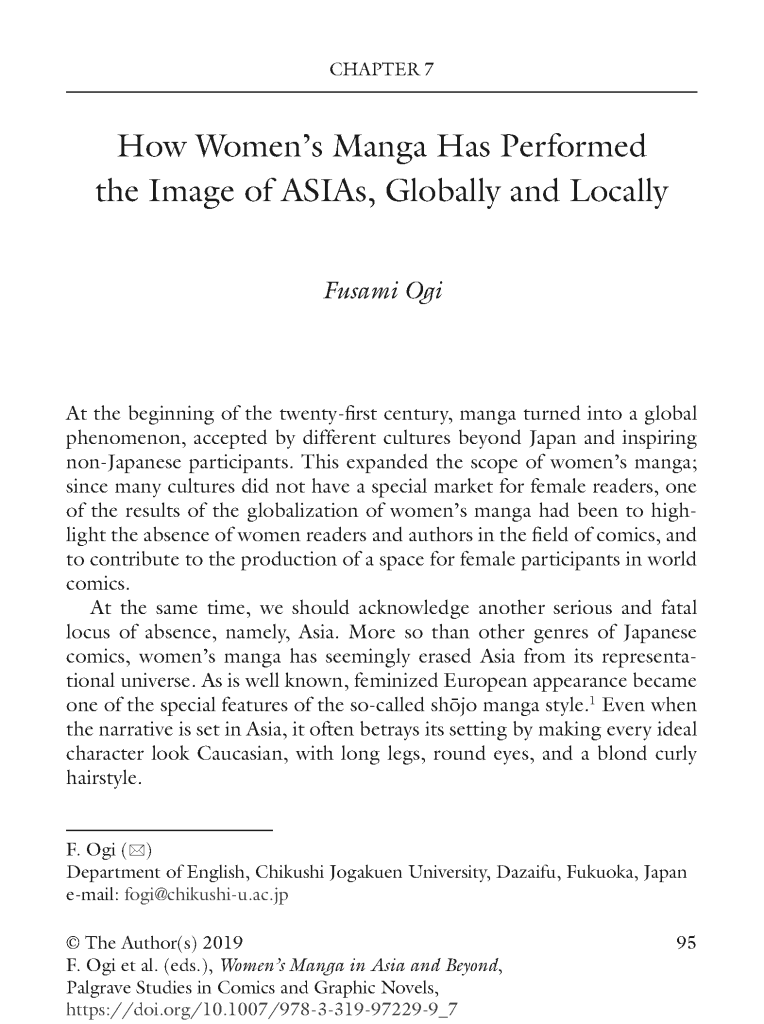 CHAPTER 7
How Women’s Manga Has Performed
the Image of ASIAs, Globally and Locally
Fusami Ogi
At the beginning of the twenty-first century, manga turned into a global
phenomenon, accepted by different cultures beyond Japan and inspiring
non-Japanese participants. This expanded the scope of women’s manga;
since many cultures did not have a special market for female readers, one
of the results of the globalization of women’s manga had been to high-
light the absence of women readers and authors in the field of comics, and
to contribute to the production of a space for female participants in world
comics.
At the same time, we should acknowledge another serious and fatal
locus of absence, namely, Asia. More so than other genres of Japanese
comics, women’s manga has seemingly erased Asia from its representa-
tional universe. As is well known, feminized European appearance became
one of the special features of the so-called shōjo manga style.1 Even when
the narrative is set in Asia, it often betrays its setting by making every ideal
character look Caucasian, with long legs, round eyes, and a blond curly
hairstyle.
F. Ogi (✉)
Department of English, Chikushi Jogakuen University, Dazaifu, Fukuoka, Japan
e-mail: fogi@chikushi-u.ac.jp
© The Author(s) 2019 95
F. Ogi et al. (eds.), Women’s Manga in Asia and Beyond,
Palgrave Studies in Comics and Graphic Novels,
https://doi.org/10.1007/978-3-319-97229-9_7